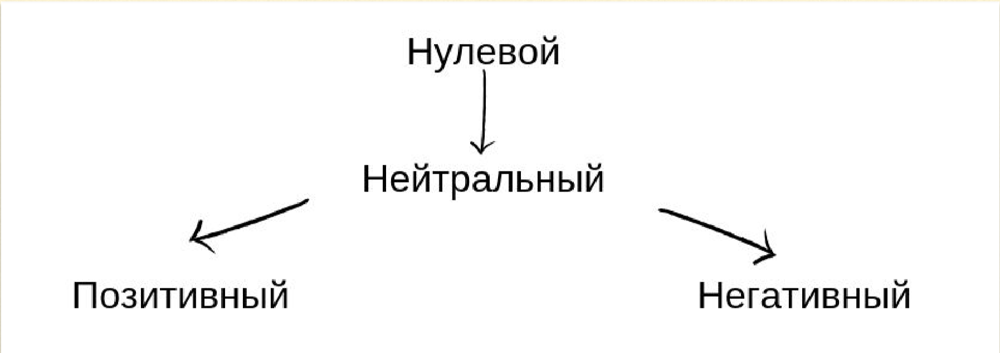 Нулевой
Нейтральный
Позитивный
Негативный